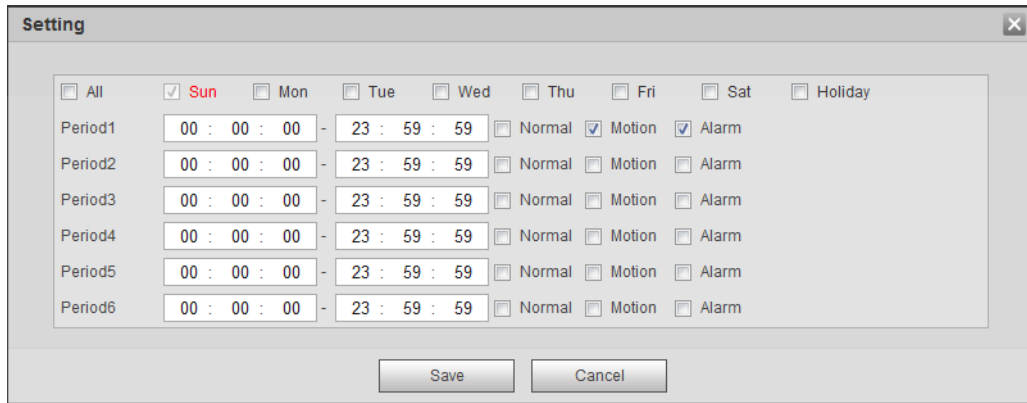 Setting
All Sun Mon Tue Wed Thu Fri Sat Holiday
Period1 00 : 00 : 00 - 23 : 59 : 59 Normal Motion Alarm
Period2 00 : 00 : 00 - 23 : 59 : 59 Normal Motion Alarm
Period3 00 : 00 : 00 - 23 : 59 : 59 Normal Motion Alarm
Period4 00 : 00 : 00 - 23 : 59 : 59 Normal Motion Alarm
Period5 00 : 00 : 00 - 23 : 59 : 59 Normal Motion Alarm
Period6 00 : 00 : 00 - 23 : 59 : 59 Normal Motion Alarm
Save Cancel